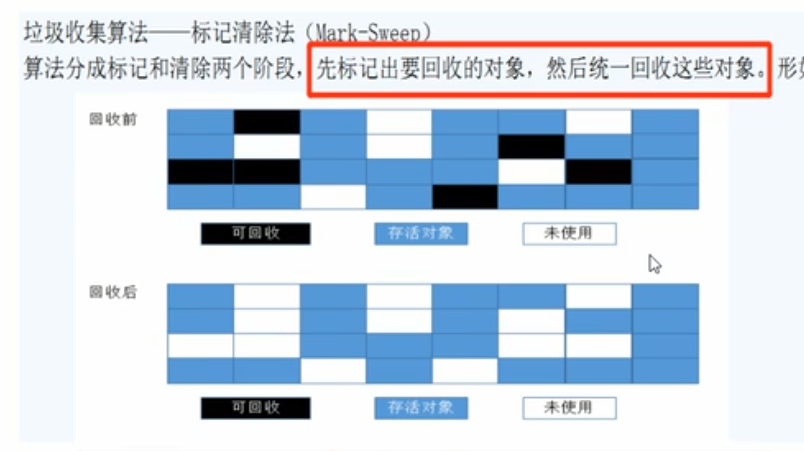 垃圾收集算法——标记清除法（Mark-Sweep）
算法分成标记和清除两个阶段，先标记出要回收的对象，然后统一回收这些对象。形
回收前
可回收 存活对象 未使用
回收后
可回收 存活对象 未使用